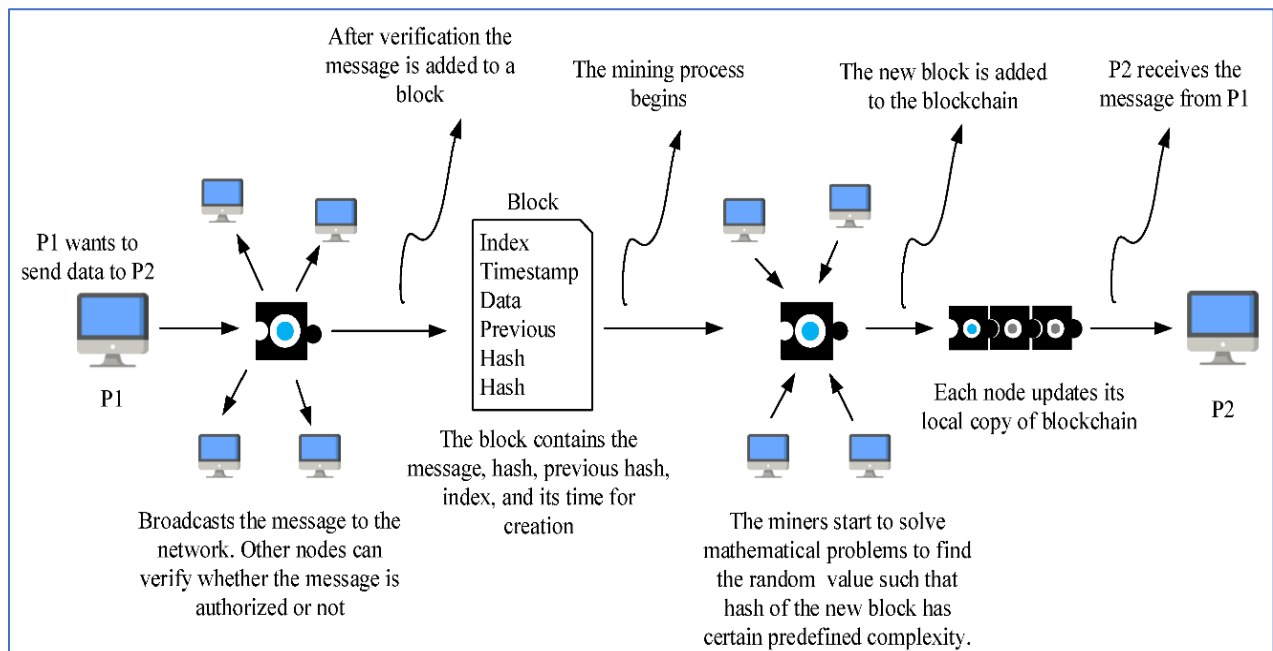 After verification the
message is added to a
block
The mining process
begins
The new block is added
to the blockchain
P2 receives the
message from P1
P1 wants to
send data to P2
P1
Block
Index
Timestamp
Data
Previous
Hash
Hash
The block contains the
message, hash, previous hash,
index, and its time for
creation
Broadcasts the message to the
network. Other nodes can
verify whether the message is
authorized or not
The miners start to solve
mathematical problems to find
the random value such that
hash of the new block has
certain predefined complexity.
Each node updates its
local copy of blockchain
P2